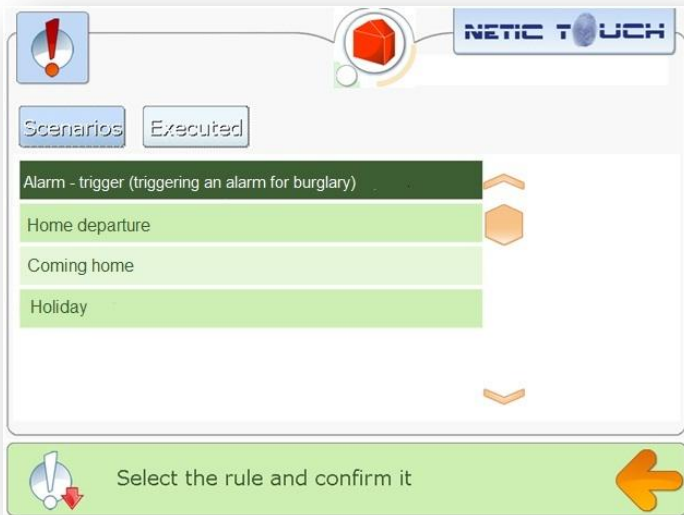 NETIC TOUCH
Scenarios
Executed
Alarm - trigger (triggering an alarm for burglary)
Home departure
Coming home
Holiday
Select the rule and confirm it